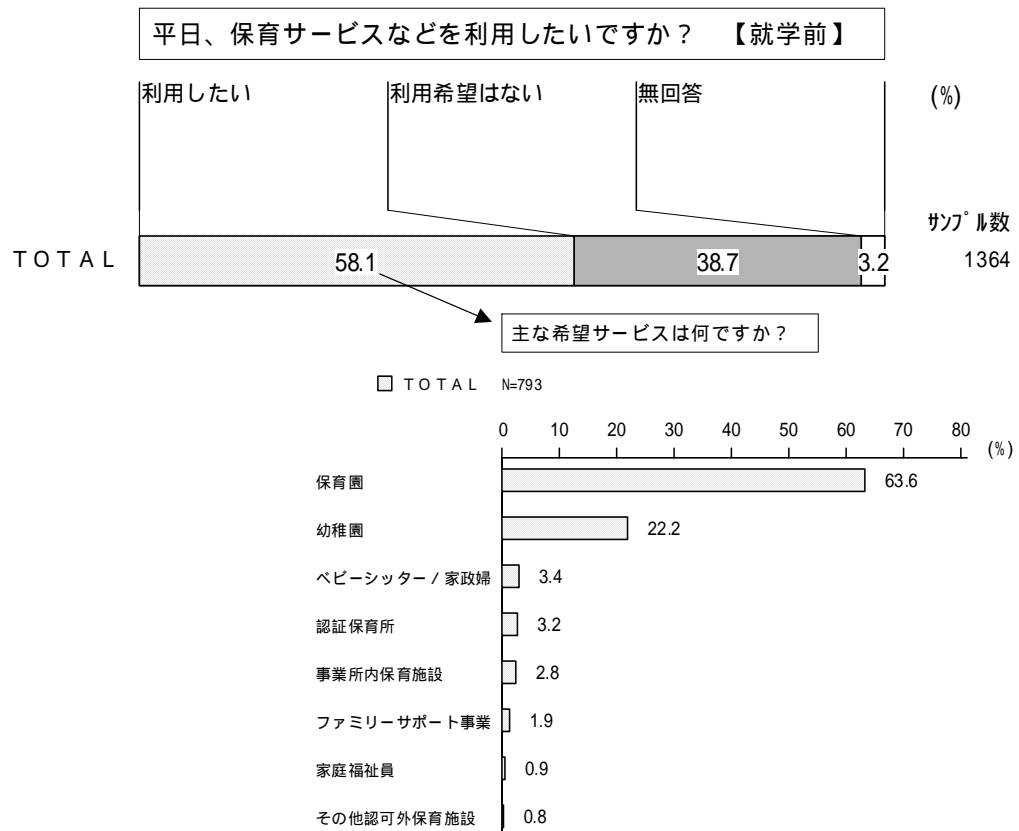 平日、保育サービスなどを利用したいですか？　【就学前】
利用したい 利用希望はない 無回答 (%)
ｻﾝﾌﾟﾙ数
ＴＯＴＡＬ 58.1 38.7 3.2 1364
主な希望サービスは何ですか？
ＴＯＴＡＬ N=793
0 10 20 30 40 50 60 70 80
(%)
保育園 63.6
幼稚園 22.2
ベビーシッター / 家政婦 3.4
認証保育所 3.2
事業所内保育施設 2.8
ファミリーサポート事業 1.9
家庭福祉員 0.9
その他認可外保育施設 0.8